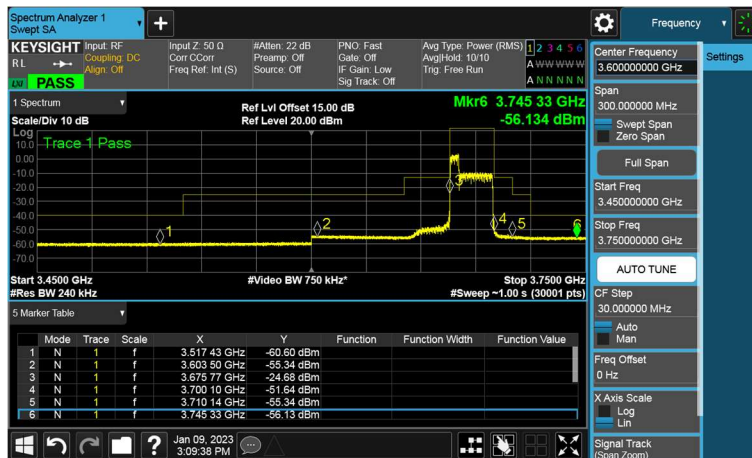 Spectrum Analyzer 1
Swept SA
Frequency
KEYSIGHT Input: RF
RL
Coupling: DC
Align: Off
LXI PASS
Input Z: 50 Ω
Corr CCorr
Freq Ref: Int (S)
#Atten: 22 dB
Preamp: Off
Source: Off
PNO: Fast
Gate: Off
IF Gain: Low
Sig Track: Off
Avg Type: Power (RMS)
Avg|Hold: 10/10
Trig: Free Run
1 2 3 4 5 6
A W W W W W
A N N N N N
1 Spectrum
Scale/Div 10 dB
Ref Lvl Offset 15.00 dB
Ref Level 20.00 dBm
Mkr6 3.745 33 GHz
-56.134 dBm
Log
Trace 1 Pass
10.0
0.00
-10.0
-20.0
-30.0
-40.0
-50.0
-60.0
-70.0
1
2
3
4
5
6
Start 3.4500 GHz
#Res BW 240 kHz
#Video BW 750 kHz*
Stop 3.7500 GHz
#Sweep ~1.00 s (30001 pts)
5 Marker Table
Mode Trace Scale X Y Function Function Width Function Value
1 N 1 f 3.517 43 GHz -60.60 dBm
2 N 1 f 3.603 50 GHz -55.34 dBm
3 N 1 f 3.675 77 GHz -24.68 dBm
4 N 1 f 3.700 10 GHz -51.64 dBm
5 N 1 f 3.710 14 GHz -55.34 dBm
6 N 1 f 3.745 33 GHz -56.13 dBm
Jan 09, 2023
3:09:38 PM
Center Frequency
3.600000000 GHz
Settings
Span
300.000000 MHz
Swept Span
Zero Span
Full Span
Start Freq
3.450000000 GHz
Stop Freq
3.750000000 GHz
AUTO TUNE
CF Step
30.000000 MHz
Auto
Man
Freq Offset
0 Hz
X Axis Scale
Log
Lin
Signal Track
(Span Zoom)